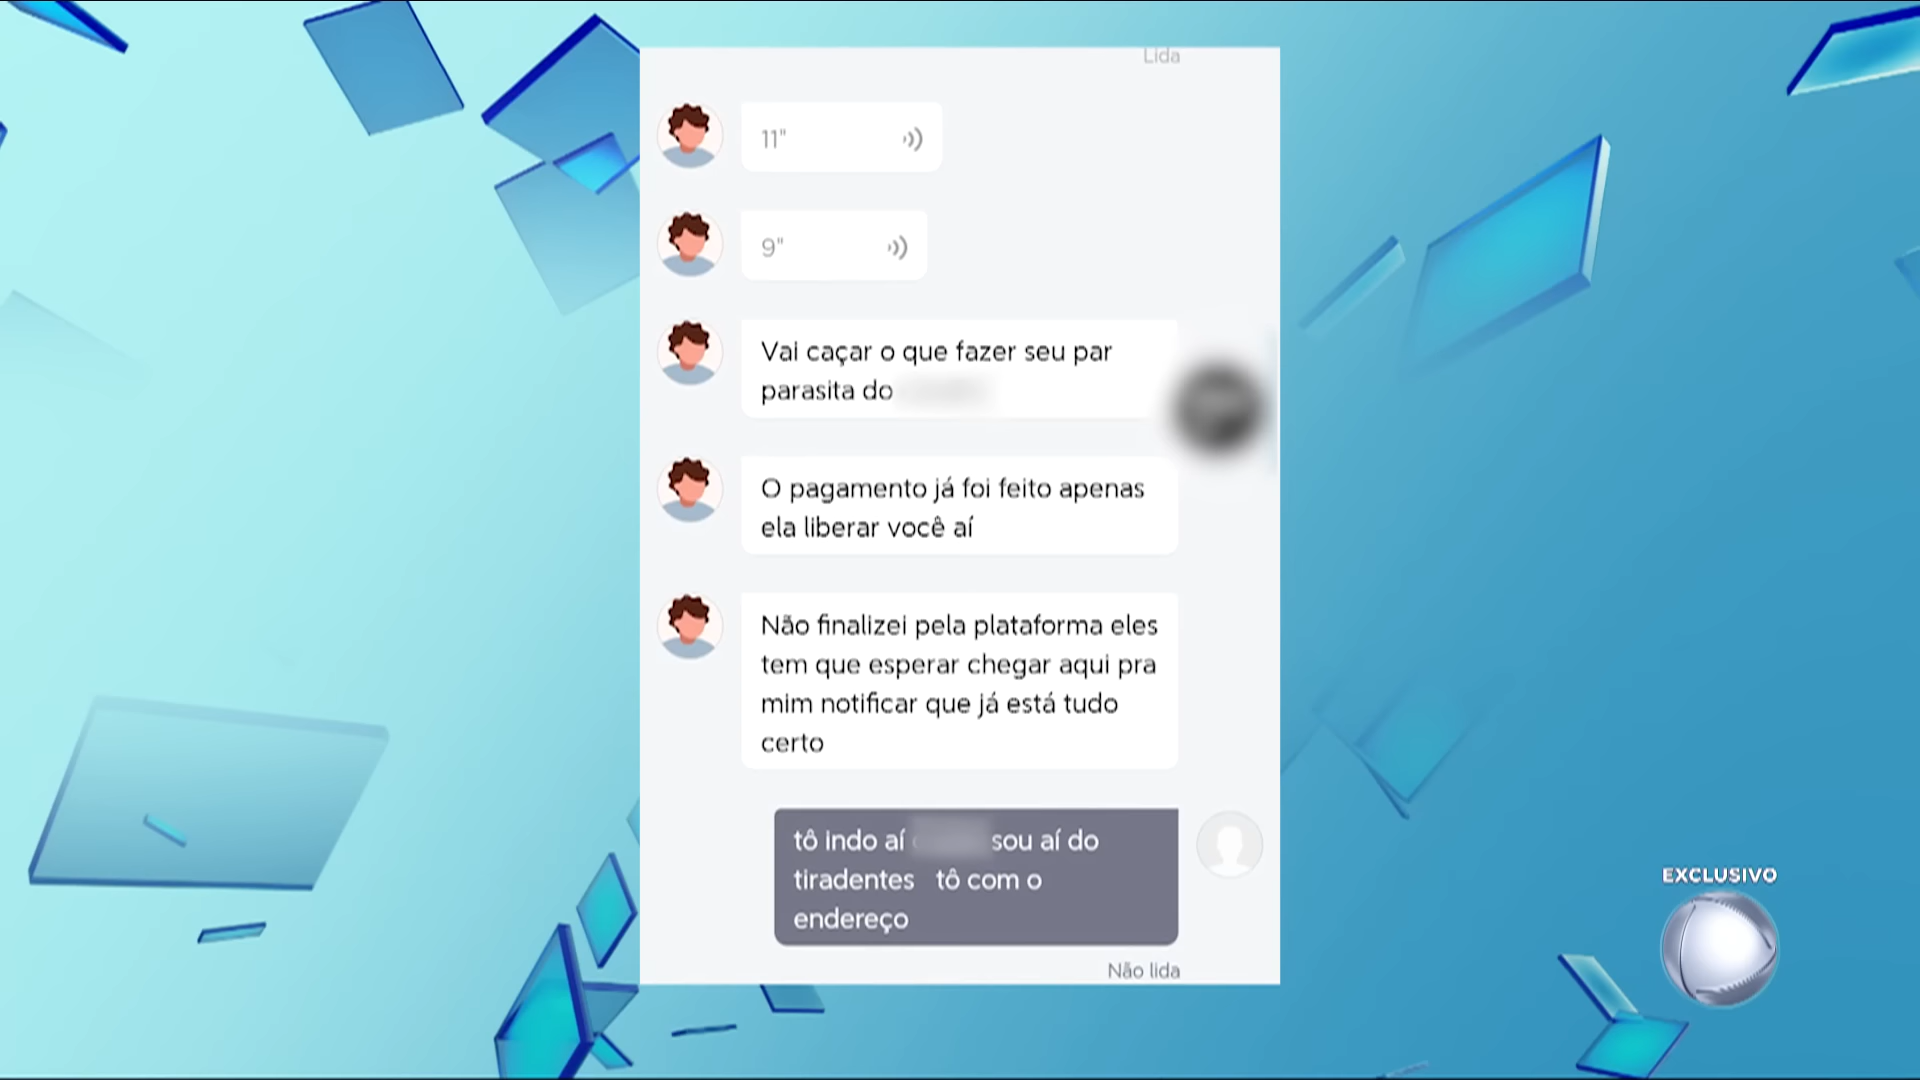 Lida
11"
9"
Vai caçar o que fazer seu par
parasita do
O pagamento já foi feito apenas
ela liberar você aí
Não finalizei pela plataforma eles
tem que esperar chegar aqui pra
mim notificar que já está tudo
certo
tô indo aí sou aí do
tiradentes tô com o
endereço
Não lida
EXCLUSIVO